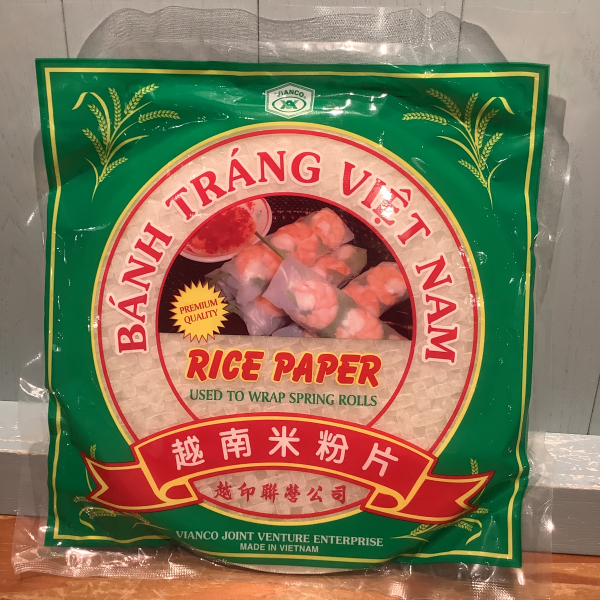 VIANCO
BÁNH TRÁNG VIỆT NAM
PREMIUM
QUALITY
RICE PAPER
USED TO WRAP SPRING ROLLS
越南米粉片
越印聯營公司
VIANCO JOINT VENTURE ENTERPRISE
MADE IN VIETNAM